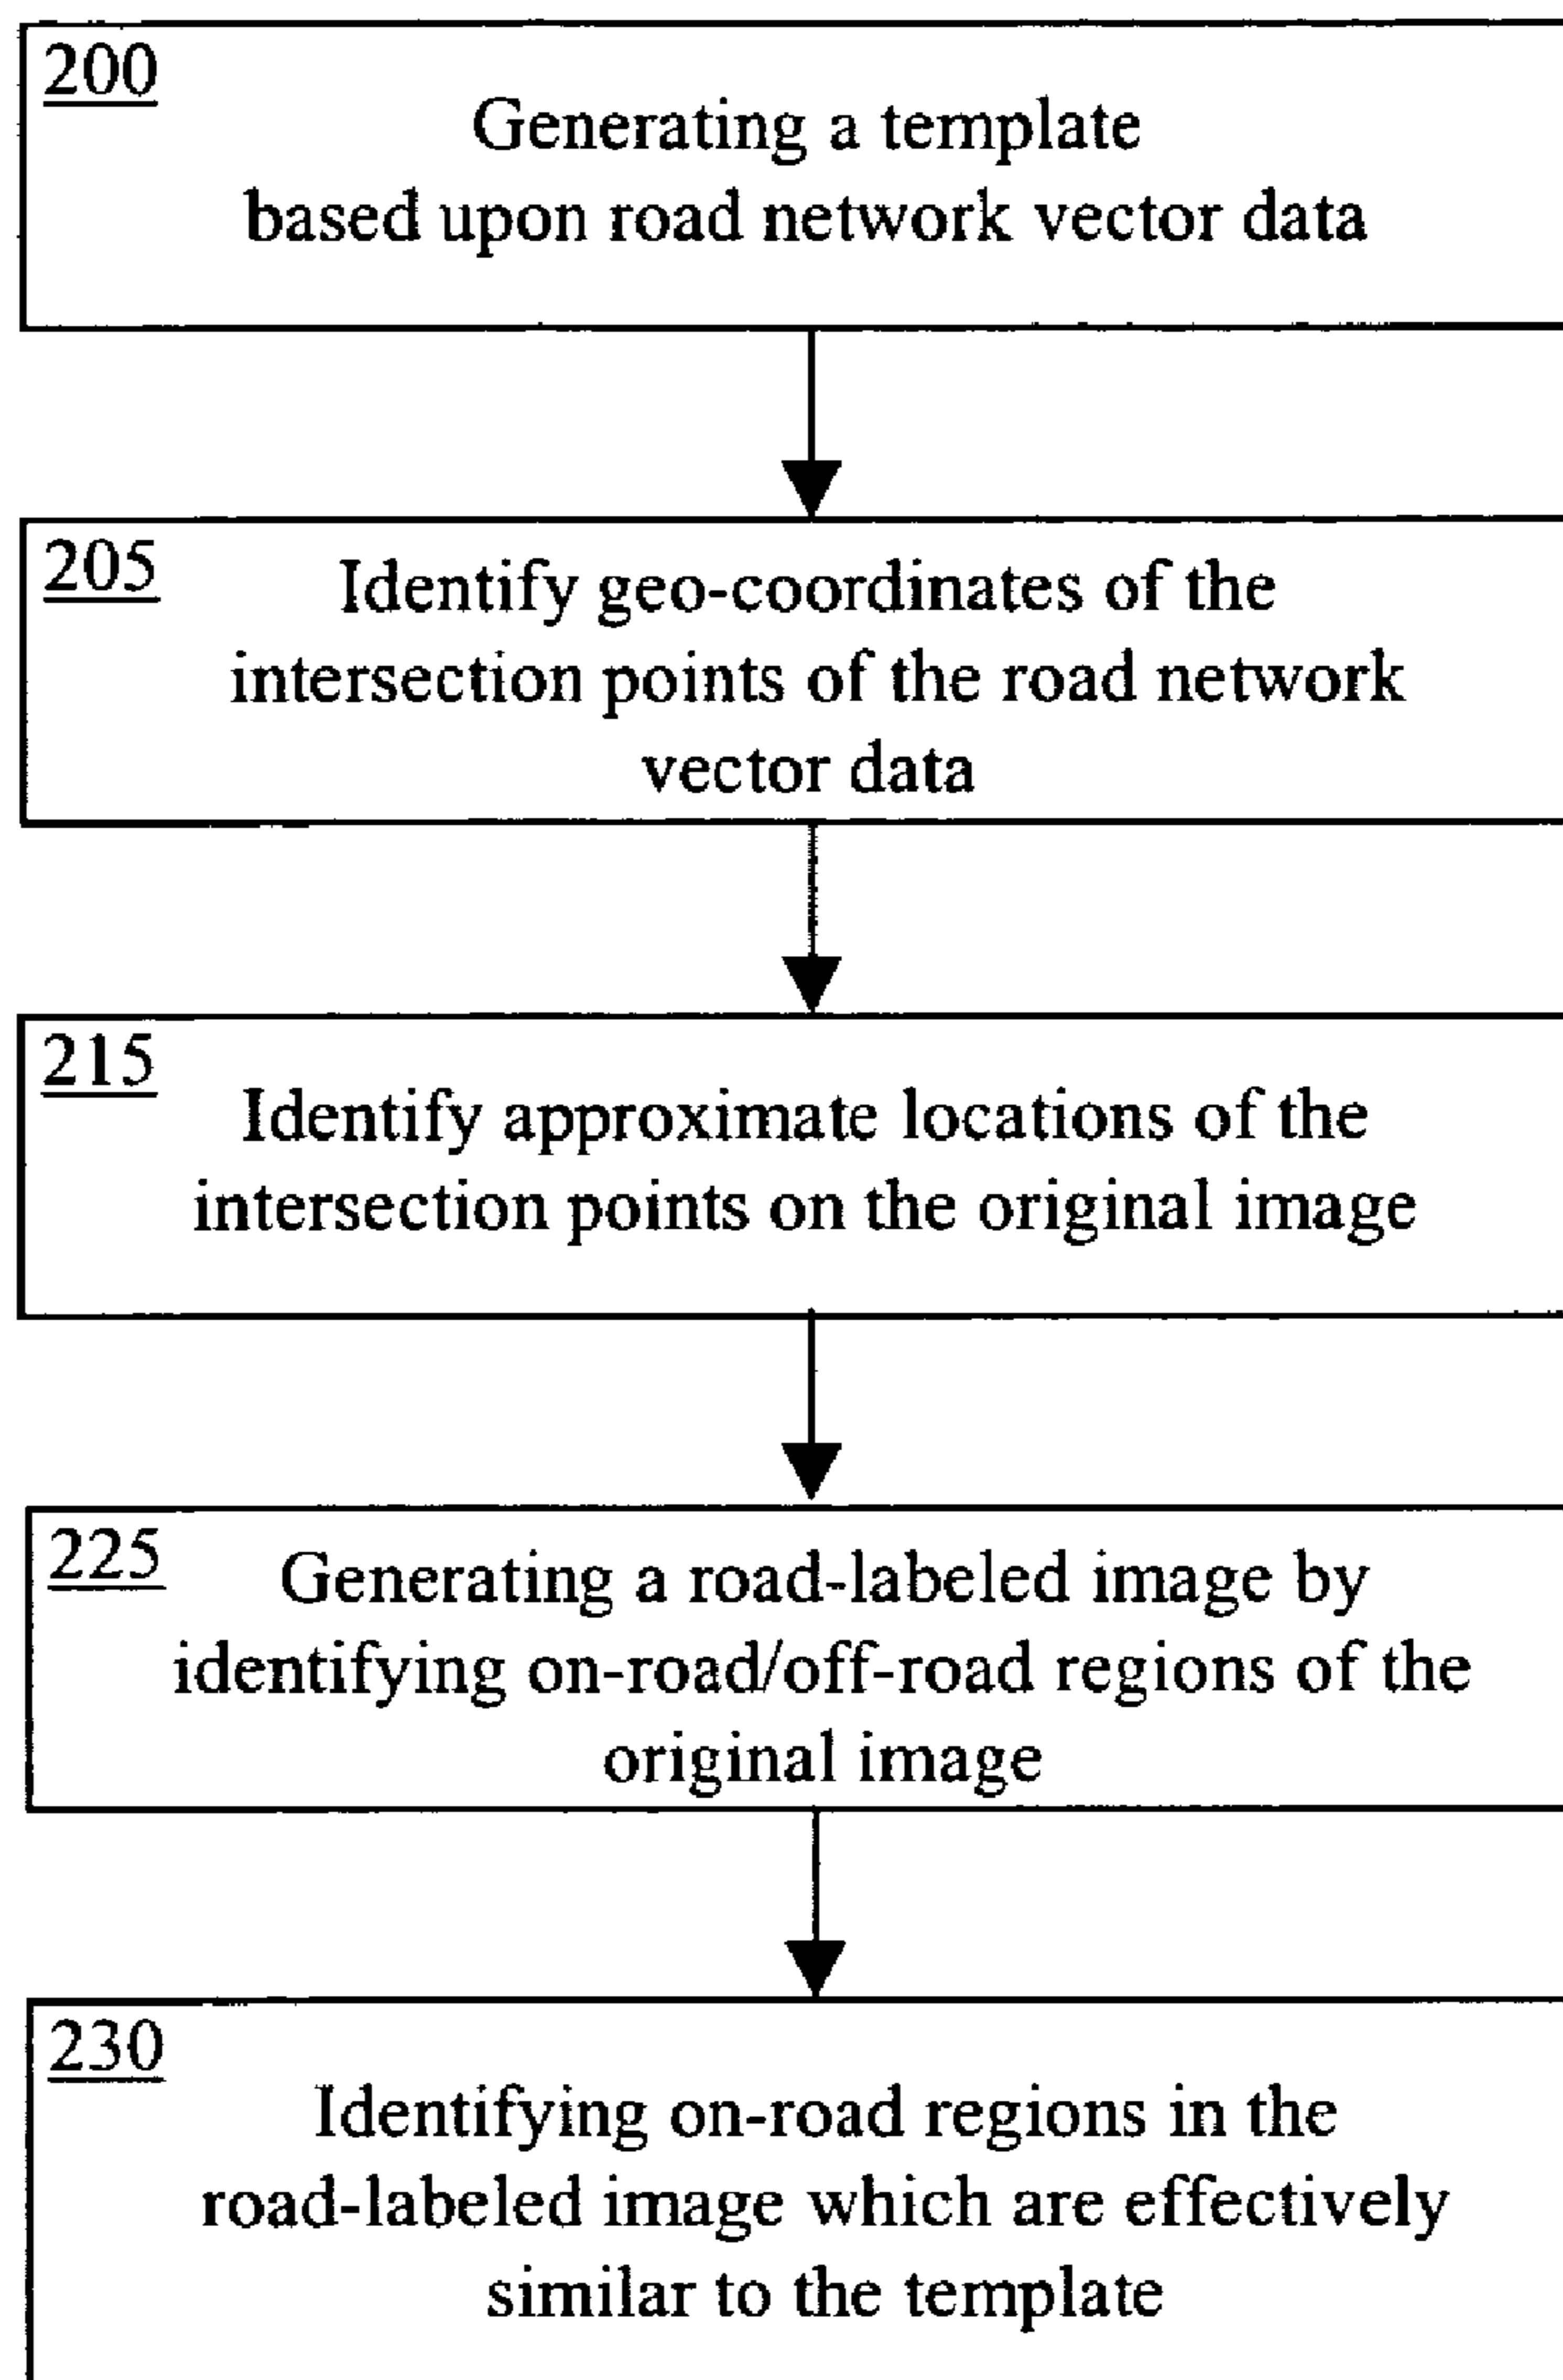 200
Generating a template
based upon road network vector data
205
Identify geo-coordinates of the
intersection points of the road network
vector data
215
Identify approximate locations of the
intersection points on the original image
225
Generating a road-labeled image by
identifying on-road/off-road regions of the
original image
230
Identifying on-road regions in the
road-labeled image which are effectively
similar to the template